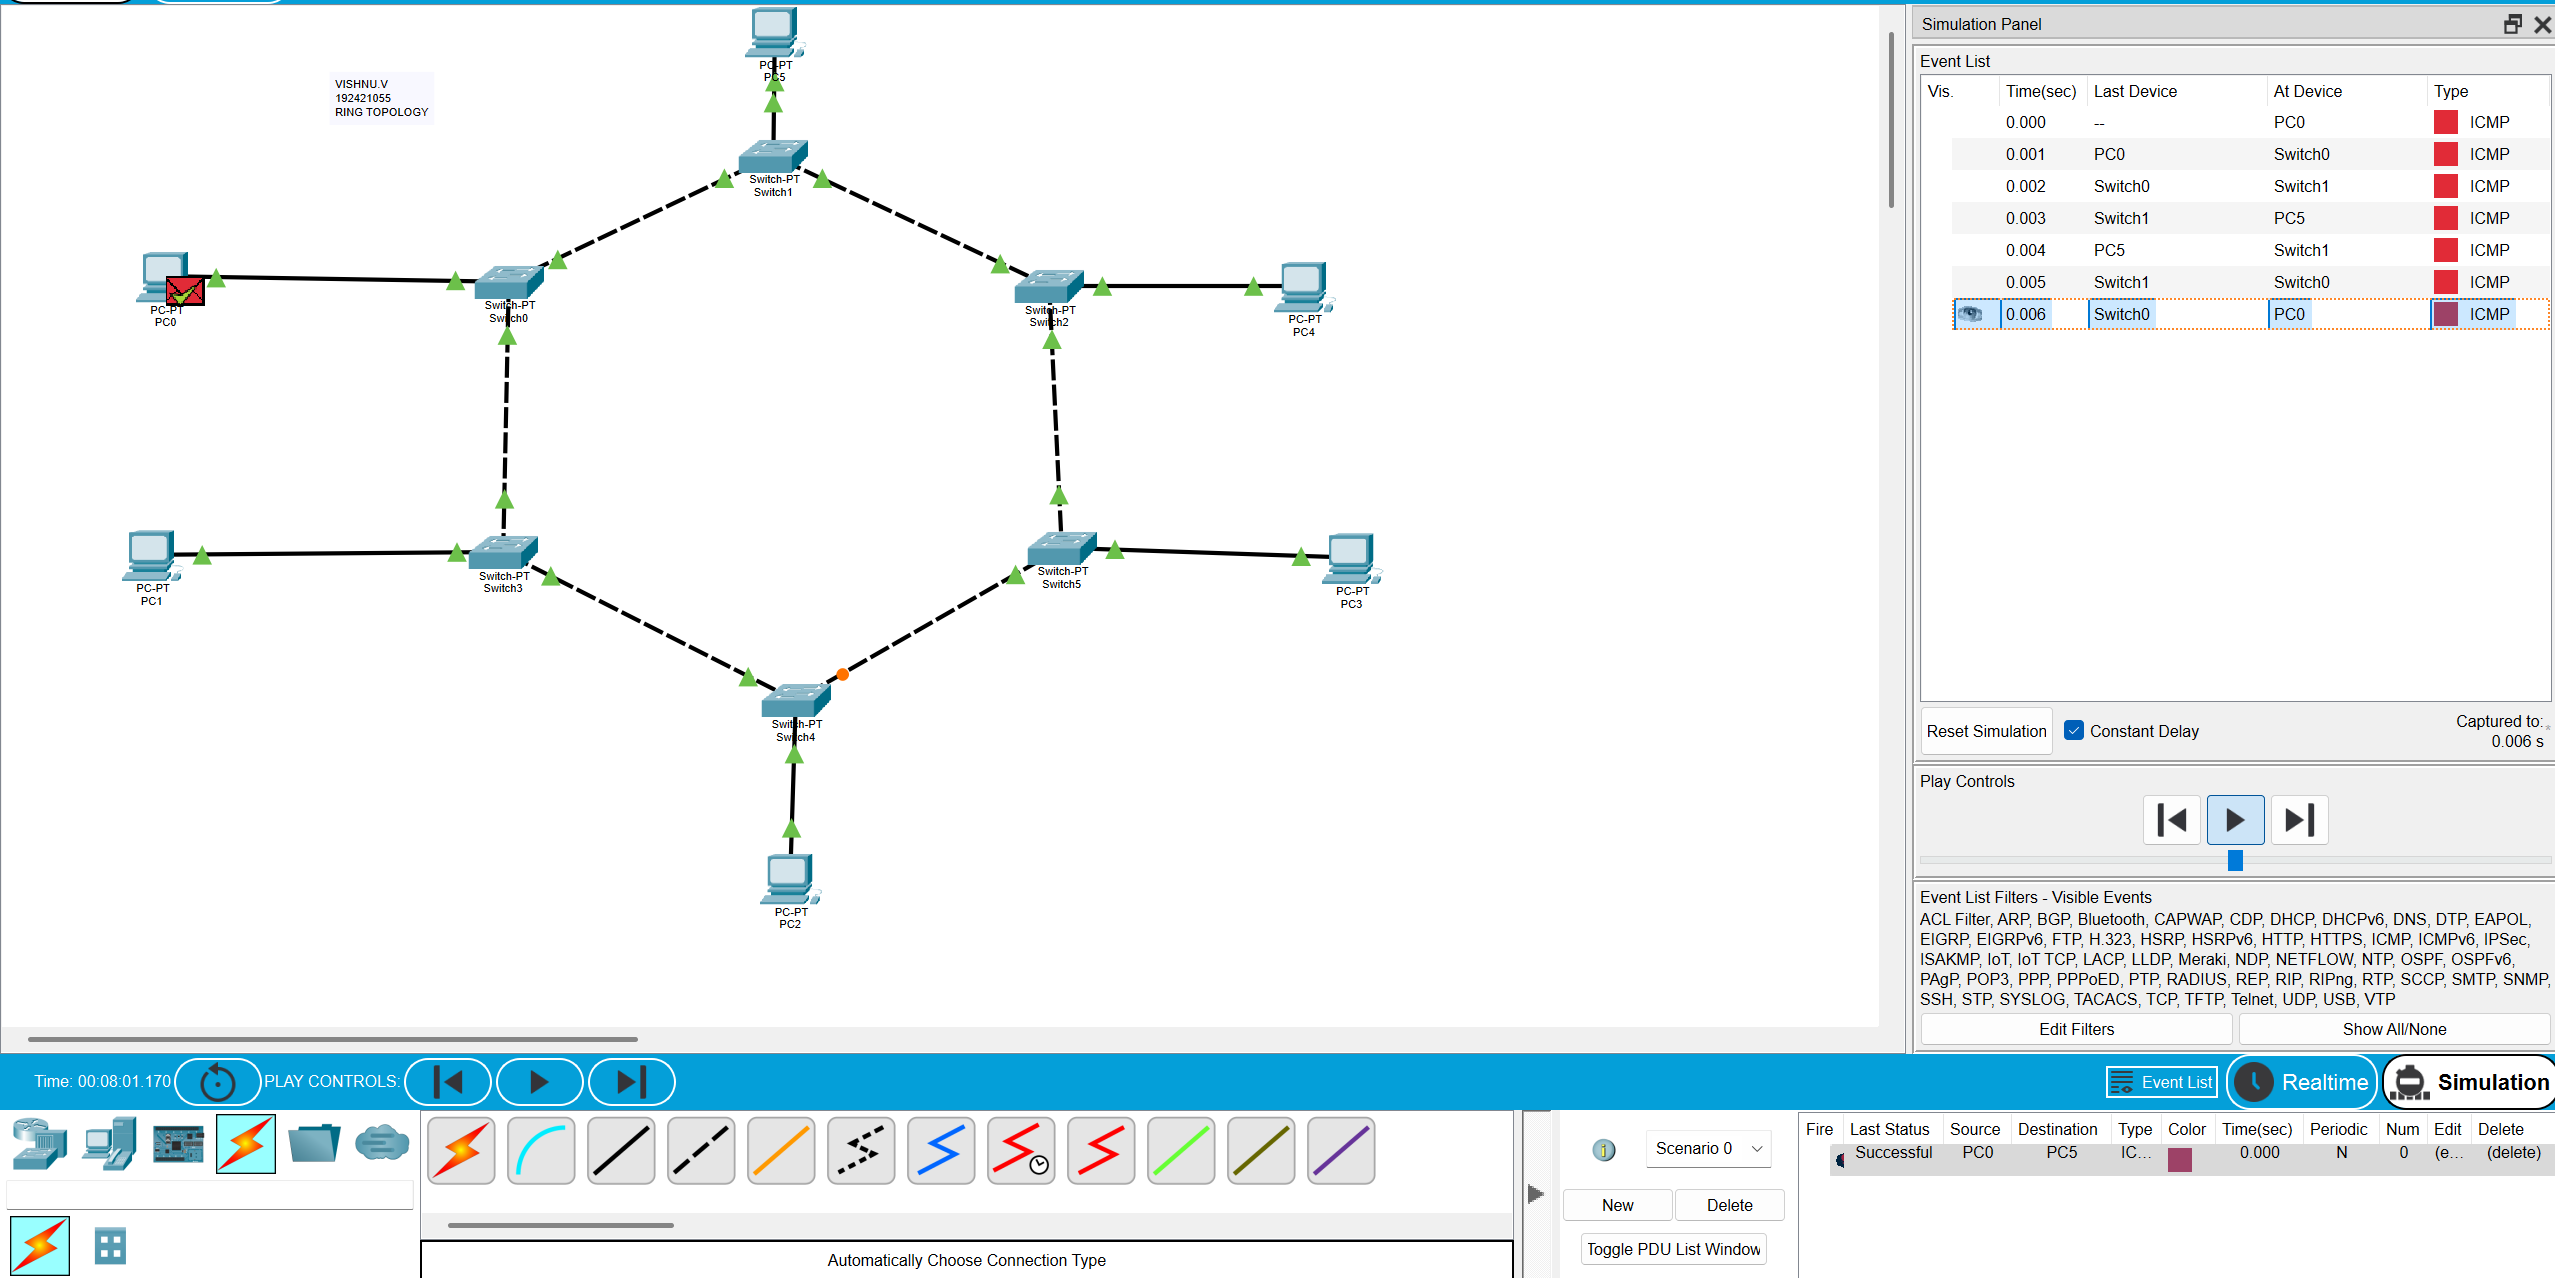 Simulation Panel
Event List
Vis. Time(sec) Last Device At Device Type
0.000 -- PC0 ICMP
0.001 PC0 Switch0 ICMP
0.002 Switch0 Switch1 ICMP
0.003 Switch1 PC5 ICMP
0.004 PC5 Switch1 ICMP
0.005 Switch1 Switch0 ICMP
0.006 Switch0 PC0 ICMP
Reset Simulation Constant Delay Captured to: *
0.006 s
Play Controls
Event List Filters - Visible Events
ACL Filter, ARP, BGP, Bluetooth, CAPWAP, CDP, DHCP, DHCPv6, DNS, DTP, EAPOL,
EIGRP, EIGRPv6, FTP, H.323, HSRP, HSRPv6, HTTP, HTTPS, ICMP, ICMPv6, IPSec,
ISAKMP, IoT, IoT TCP, LACP, LLDP, Meraki, NDP, NETFLOW, NTP, OSPF, OSPFv6,
PAgP, POP3, PPP, PPPoED, PTP, RADIUS, REP, RIP, RIPng, RTP, SCCP, SMTP, SNMP,
SSH, STP, SYSLOG, TACACS, TCP, TFTP, Telnet, UDP, USB, VTP
Edit Filters Show All/None
VISHNU.V
192421055
RING TOPOLOGY
PC-PT
PC5
Switch-PT
Switch1
PC-PT
PC0
Switch-PT
Switch0
Switch-PT
Switch2
PC-PT
PC4
PC-PT
PC1
Switch-PT
Switch3
Switch-PT
Switch5
PC-PT
PC3
Switch-PT
Switch4
PC-PT
PC2
Time: 00:08:01.170 PLAY CONTROLS: Event List Realtime Simulation
Automatically Choose Connection Type
Scenario 0
New Delete
Toggle PDU List Window
Fire Last Status Source Destination Type Color Time(sec) Periodic Num Edit Delete
Successful PC0 PC5 IC... 0.000 N 0 (e... (delete)